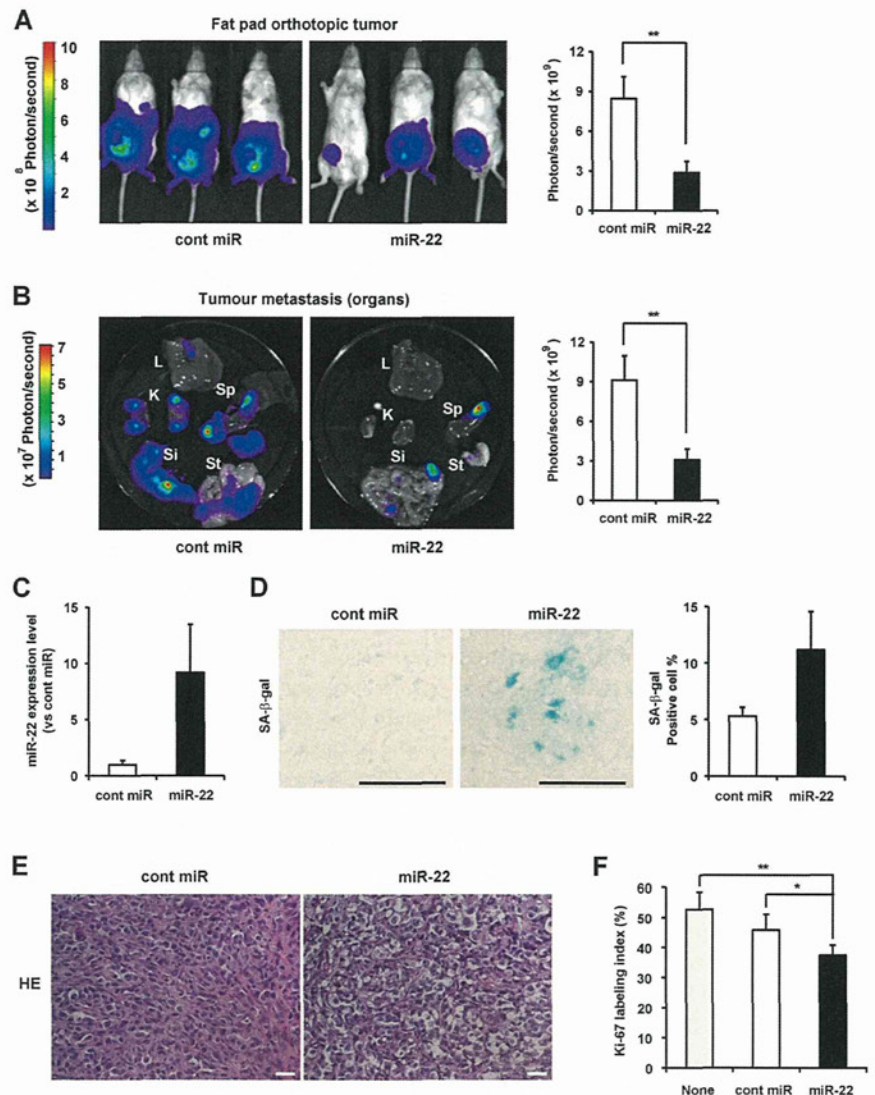 A
Fat pad orthotopic tumor
10
8
6
4
2
(x 10⁸ Photon/second)
cont miR
miR-22
**
Photon/second (x 10⁹)
12
9
6
3
0
cont miR
miR-22
B
Tumour metastasis (organs)
7
5
3
1
(x 10⁷ Photon/second)
L
K
Sp
Si
St
cont miR
L
K
Sp
Si
St
miR-22
**
Photon/second (x 10⁹)
12
9
6
3
0
cont miR
miR-22
C
miR-22 expression level
(vs cont miR)
15
10
5
0
cont miR
miR-22
D
cont miR
miR-22
SA-β-gal
SA-β-gal
Positive cell %
15
10
5
0
cont miR
miR-22
E
cont miR
miR-22
HE
F
**
*
Ki-67 labeling index (%)
60
50
40
30
20
10
0
None
cont miR
miR-22